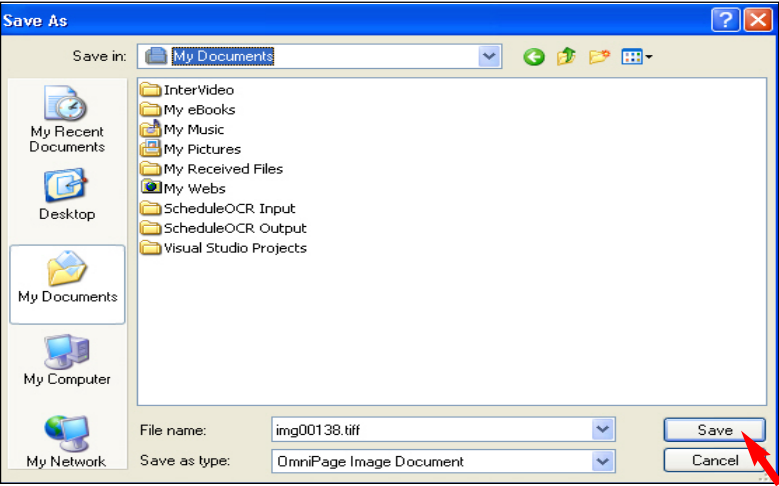 Save As
Save in:
My Documents
My Recent
Documents
Desktop
My Documents
My Computer
My Network
InterVideo
My eBooks
My Music
My Pictures
My Received Files
My Webs
ScheduleOCR Input
ScheduleOCR Output
Visual Studio Projects
File name:
img00138.tiff
Save
Save as type:
OmniPage Image Document
Cancel